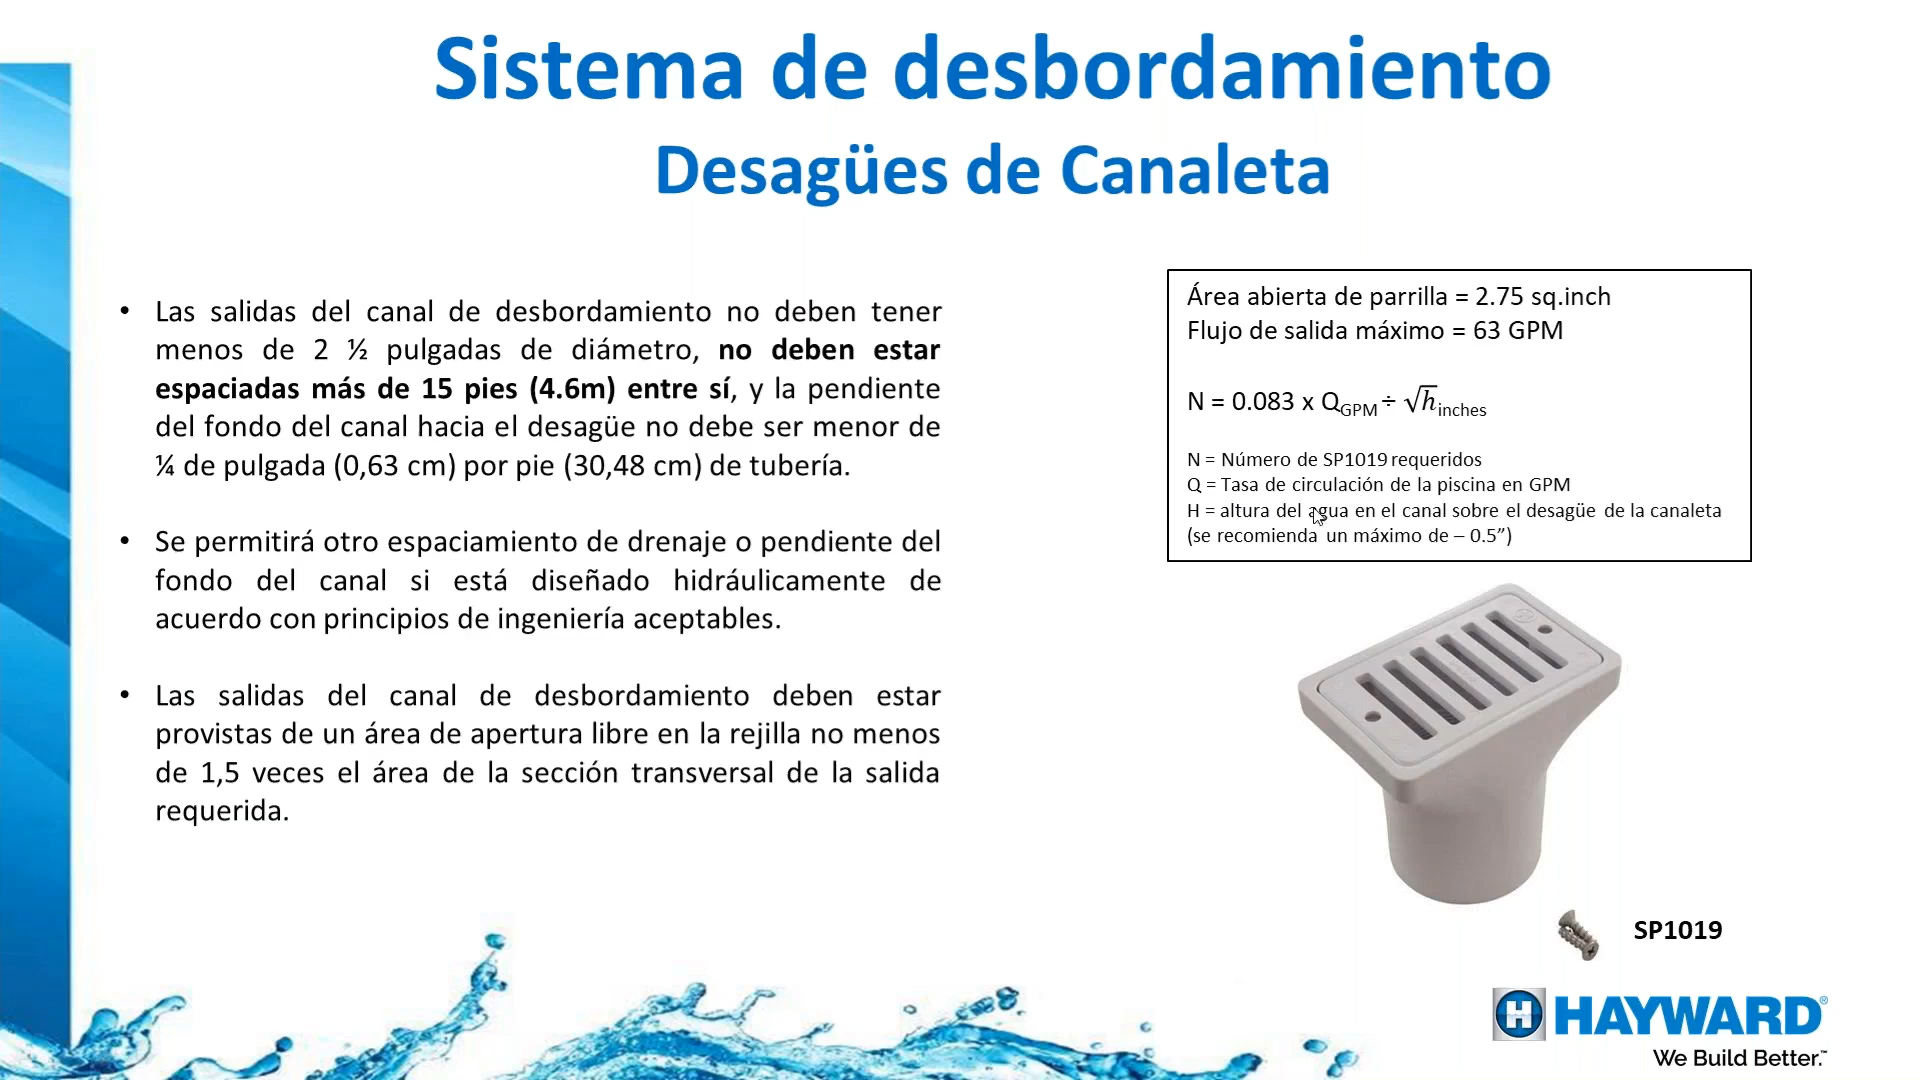 Sistema de desbordamiento
Desagües de Canaleta
• Las salidas del canal de desbordamiento no deben tener
menos de 2 ½ pulgadas de diámetro, no deben estar
espaciadas más de 15 pies (4.6m) entre sí, y la pendiente
del fondo del canal hacia el desagüe no debe ser menor de
¼ de pulgada (0,63 cm) por pie (30,48 cm) de tubería.
• Se permitirá otro espaciamiento de drenaje o pendiente del
fondo del canal si está diseñado hidráulicamente de
acuerdo con principios de ingeniería aceptables.
• Las salidas del canal de desbordamiento deben estar
provistas de un área de apertura libre en la rejilla no menos
de 1,5 veces el área de la sección transversal de la salida
requerida.
Área abierta de parrilla = 2.75 sq.inch
Flujo de salida máximo = 63 GPM
N = 0.083 x QGPM ÷ √h inches
N = Número de SP1019 requeridos
Q = Tasa de circulación de la piscina en GPM
H = altura del agua en el canal sobre el desagüe de la canaleta
(se recomienda un máximo de – 0.5”)
SP1019
H HAYWARD®
We Build Better.™